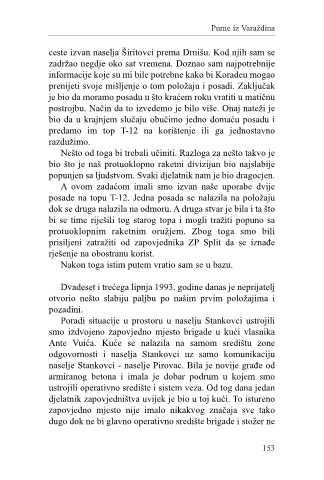 Pume iz Varaždina
ceste izvan naselja Širitovci prema Drnišu. Kod njih sam se
zadržao negdje oko sat vremena. Doznao sam najpotrebnije
informacije koje su mi bile potrebne kako bi Koradeu mogao
prenijeti svoje mišljenje o tom položaju i posadi. Zaključak
je bio da moramo posadu u što kraćem roku vratiti u matičnu
postrojbu. Način da to izvedemo je bilo više. Onaj nateži je
bio da u krajnjem slučaju obučimo jedno domaću posadu i
predamo im top T-12 na korištenje ili ga jednostavno
razdužimo.
Nešto od toga bi trebali učiniti. Razloga za nešto takvo je
bio što je naš protuoklopno raketni divizijun bio najslabije
popunjen sa ljudstvom. Svaki djelatnik nam je bio dragocjen.
A ovom zadaćom imali smo izvan naše uporabe dvije
posade na topu T-12. Jedna posada se nalazila na položaju
dok se druga nalazila na odmoru. A druga stvar je bila i ta što
bi se time riješili tog starog topa i mogli tražiti popuno sa
protuoklopnim raketnim oružjem. Zbog toga smo bili
prisiljeni zatražiti od zapovjednika ZP Split da se iznađe
rješenje na obostranu korist.
Nakon toga istim putem vratio sam se u bazu.
Dvadeset i trećega lipnja 1993. godine danas je neprijatelj
otvorio nešto slabiju paljbu po našim prvim položajima i
pozadini.
Poradi situacije u prostoru u naselju Stankovci ustrojili
smo izdvojeno zapovjedno mjesto brigade u kući vlasnika
Ante Vuića. Kuće se nalazila na samom središtu zone
odgovornosti i naselja Stankovci uz samo komunikaciju
naselje Stankovci - naselje Pirovac. Bila je novije građe od
armiranog betona i imala je dobar podrum u kojem smo
ustrojili operativno središte i sistem veza. Od tog dana jedan
djelatnik zapovjedništva uvijek je bio u toj kući. To istureno
zapovjedno mjesto nije imalo nikakvog značaja sve tako
dugo dok ne bi glavno operativno središte brigade i stožer ne
153